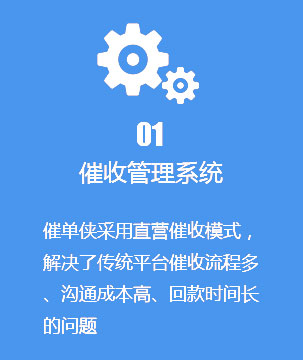 01
催收管理系统
催单侠采用直营催收模式，
解决了传统平台催收流程多
、沟通成本高、回款时间长
的问题